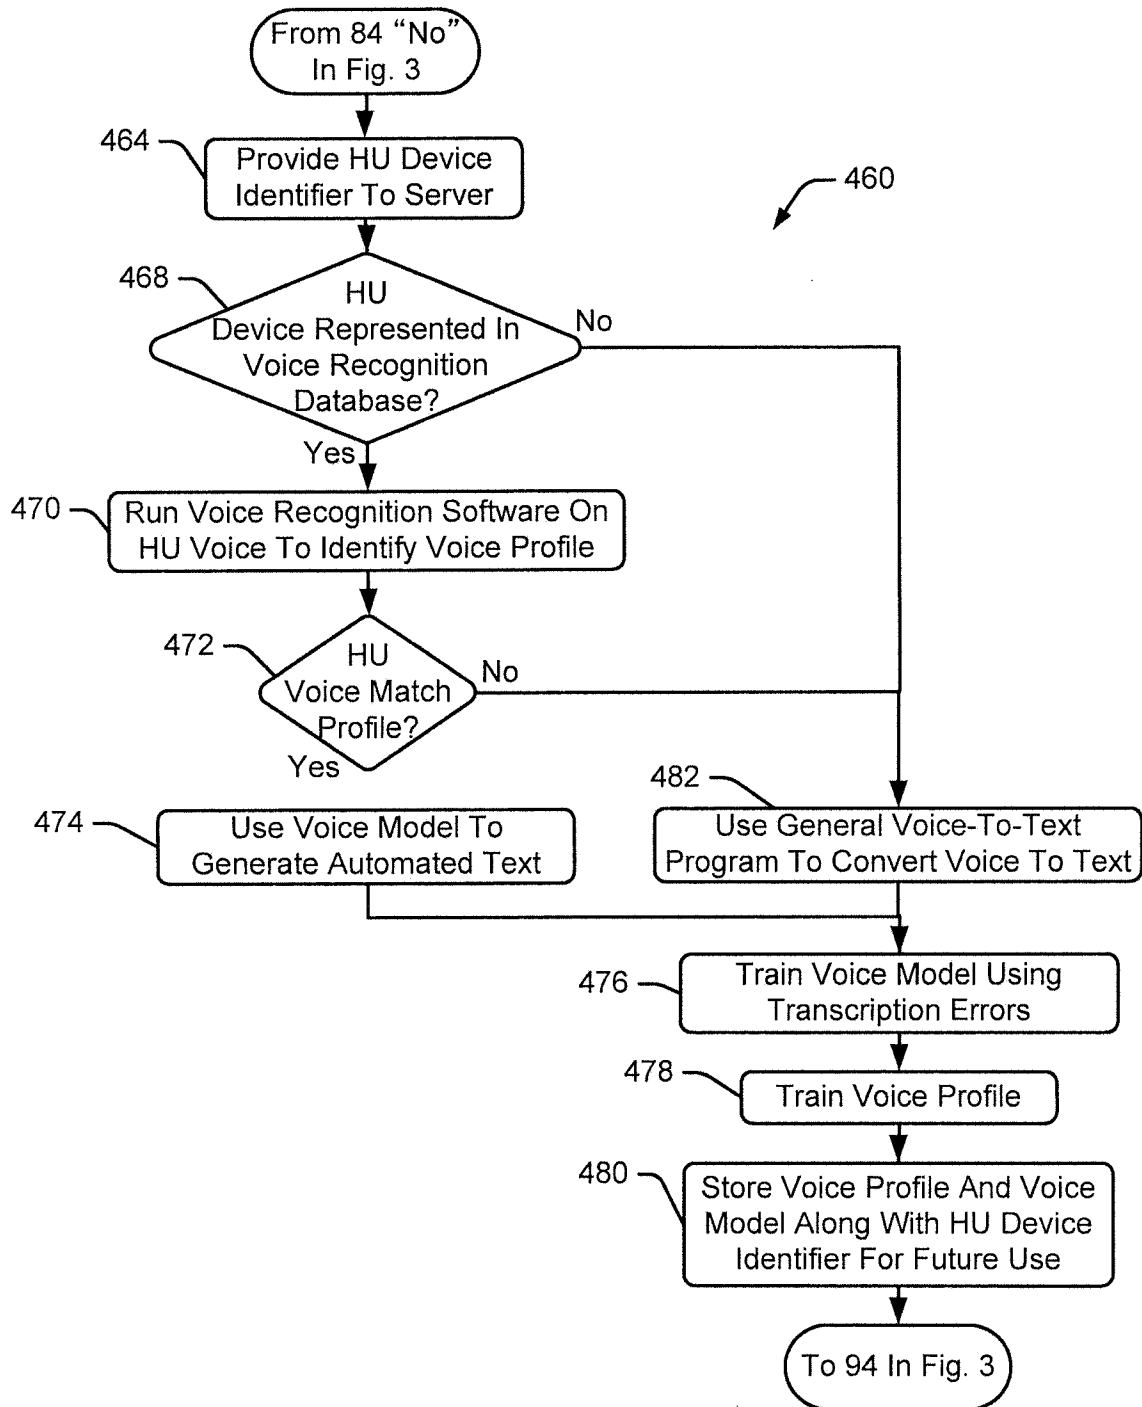 From 84 “No”
In Fig. 3
464
Provide HU Device
Identifier To Server
460
468
HU
Device Represented In
Voice Recognition
Database?
No
Yes
470
Run Voice Recognition Software On
HU Voice To Identify Voice Profile
472
HU
Voice Match
Profile?
No
Yes
474
Use Voice Model To
Generate Automated Text
482
Use General Voice-To-Text
Program To Convert Voice To Text
476
Train Voice Model Using
Transcription Errors
478
Train Voice Profile
480
Store Voice Profile And Voice
Model Along With HU Device
Identifier For Future Use
To 94 In Fig. 3